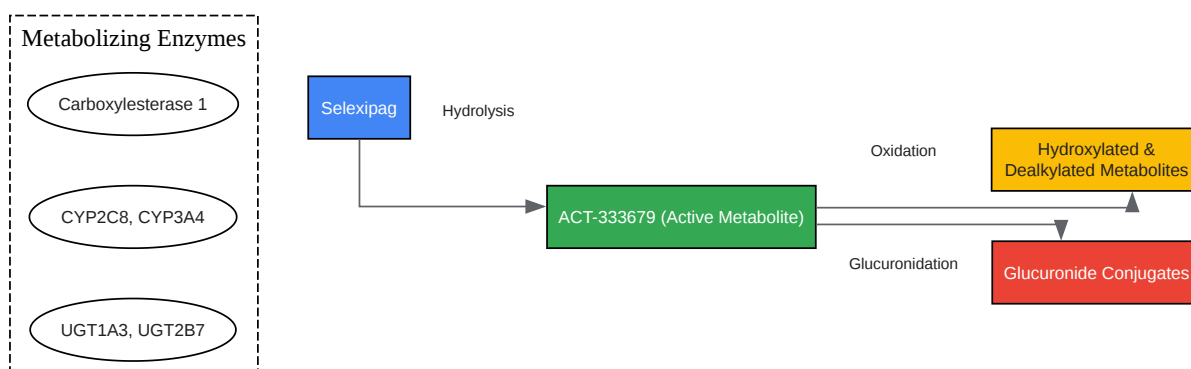 Metabolizing Enzymes
Carboxylesterase 1
CYP2C8, CYP3A4
UGT1A3, UGT2B7
Selexipag
Hydrolysis
ACT-333679 (Active Metabolite)
Oxidation
Glucuronidation
Hydroxylated &
Dealkylated Metabolites
Glucuronide Conjugates